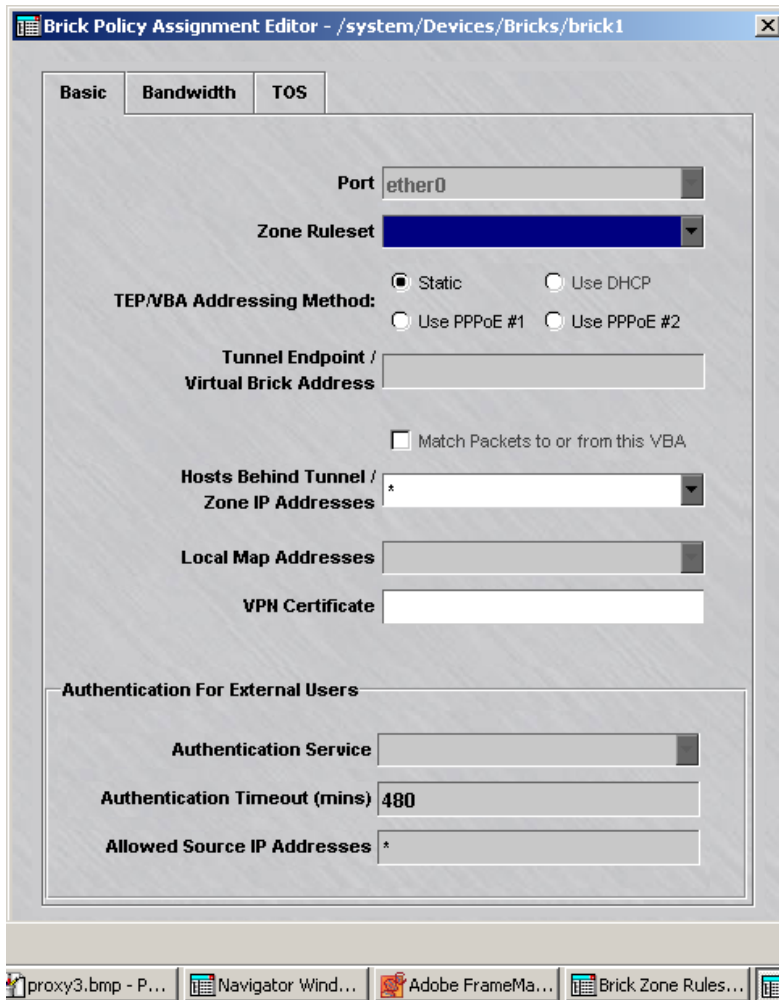 Brick Policy Assignment Editor - /system/Devices/Bricks/brick1
Basic Bandwidth TOS
Port ether0
Zone Ruleset
TEP/VBA Addressing Method:
Static Use DHCP
Use PPPoE #1 Use PPPoE #2
Tunnel Endpoint /
Virtual Brick Address
Match Packets to or from this VBA
Hosts Behind Tunnel /
Zone IP Addresses *
Local Map Addresses
VPN Certificate
Authentication For External Users
Authentication Service
Authentication Timeout (mins) 480
Allowed Source IP Addresses *
proxy3.bmp - P... Navigator Wind... Adobe FrameMa... Brick Zone Rules...